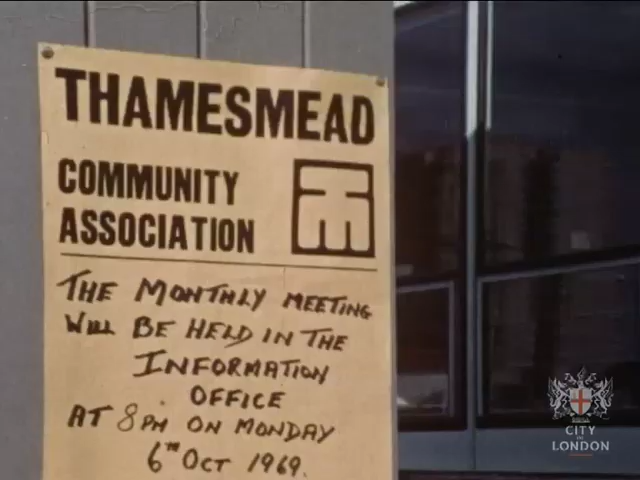 THAMESMEAD
COMMUNITY
ASSOCIATION
THE MONTHLY MEETING
WILL BE HELD IN THE
INFORMATION
OFFICE
AT 8PM ON MONDAY
6TH OCT 1969.
CITY
LONDON